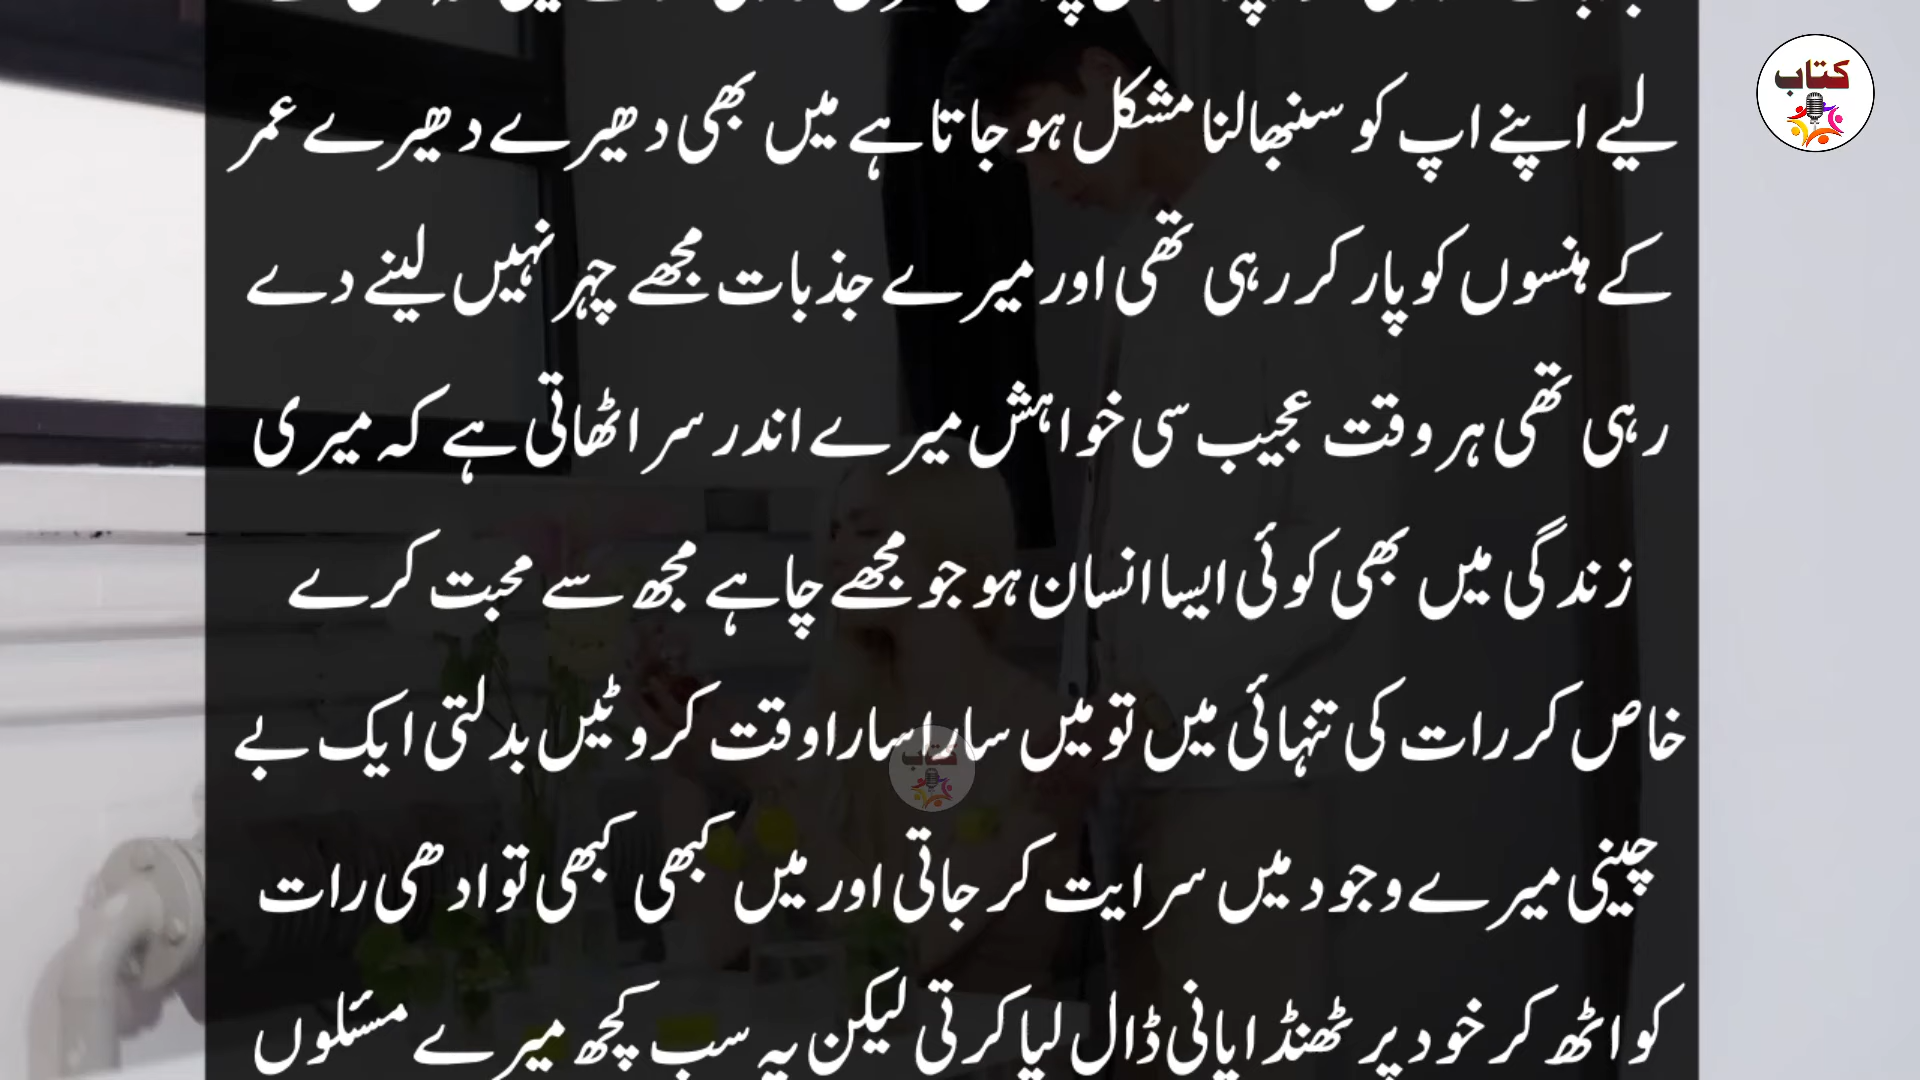 کتاب
لیے اپنے اپ کو سنبھالنا مشکل ہو جاتا ہے میں بھی دھیرے دھیرے عمر
کے ہنسوں کو پار کر رہی تھی اور میرے جذبات مجھے چہر نہیں لینے دے
رہی تھی ہر وقت عجیب سی خواہش میرے اندر سر اٹھاتی ہے کہ میری
زندگی میں بھی کوئی ایسا انسان ہو جو مجھے چاہے مجھ سے محبت کرے
خاص کر رات کی تنہائی میں تو میں سارا سارا وقت کروٹیں بدلتی ایک بے
کتاب
چینی میرے وجود میں سرایت کر جاتی اور میں کبھی کبھی تو ادھی رات
کو اٹھ کر خود پر ٹھنڈا پانی ڈال لیا کرتی لیکن یہ سب کچھ میرے مسئلوں